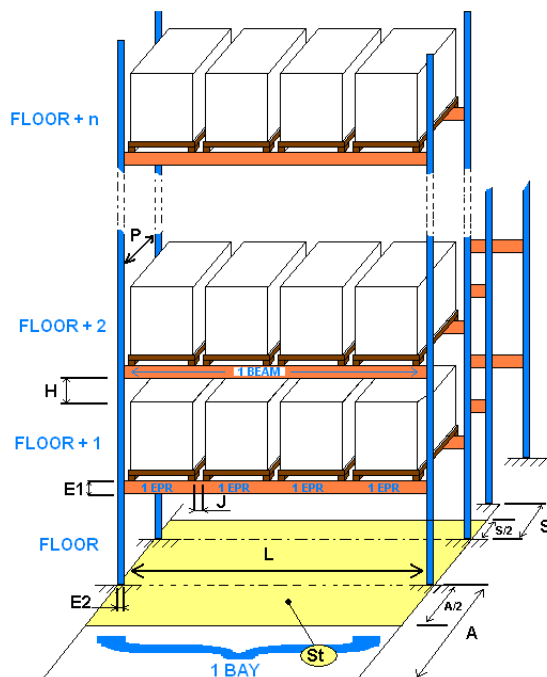 FLOOR + n
P
FLOOR + 2
1 BEAM
H
FLOOR + 1
E1
1 EPR 1 EPR 1 EPR 1 EPR
J
S
S/2
FLOOR
L
E2
A/2
A
St
1 BAY